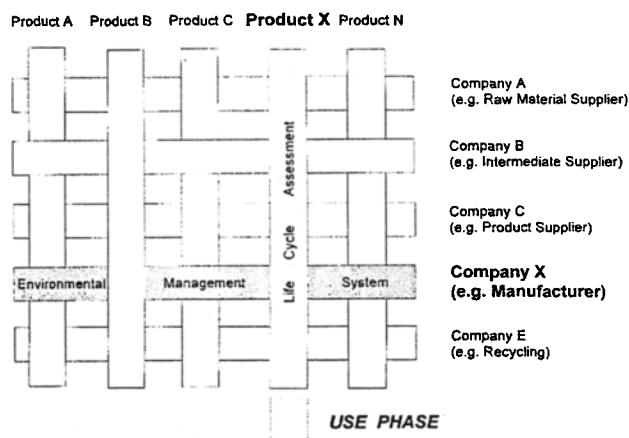 Product A Product B Product C Product X Product N
Company A
(e.g. Raw Material Supplier)
Company B
(e.g. Intermediate Supplier)
Company C
(e.g. Product Supplier)
Life Cycle Assessment
Environmental Management System
Company X
(e.g. Manufacturer)
Company E
(e.g. Recycling)
USE PHASE